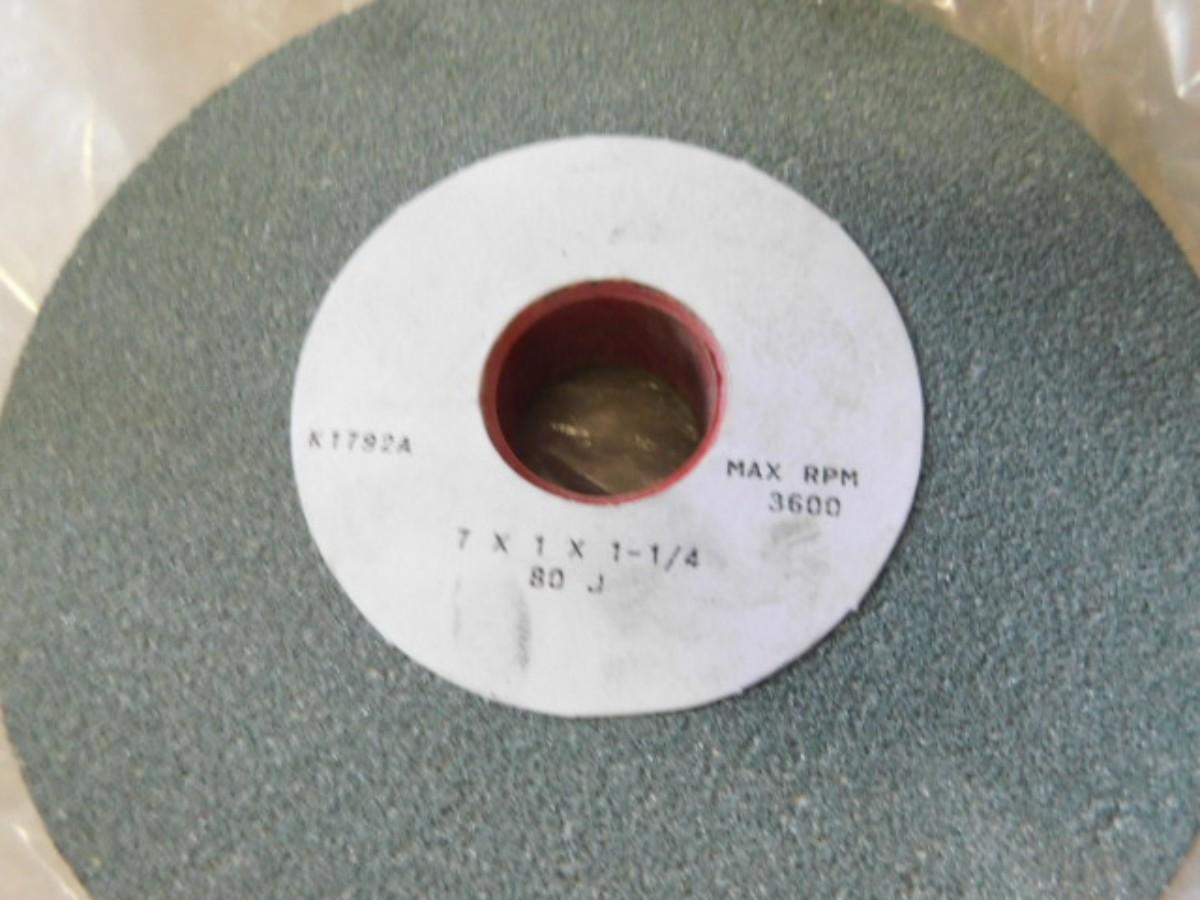 K1792A
MAX RPM
3600
7 X 1 X 1-1/4
80 J